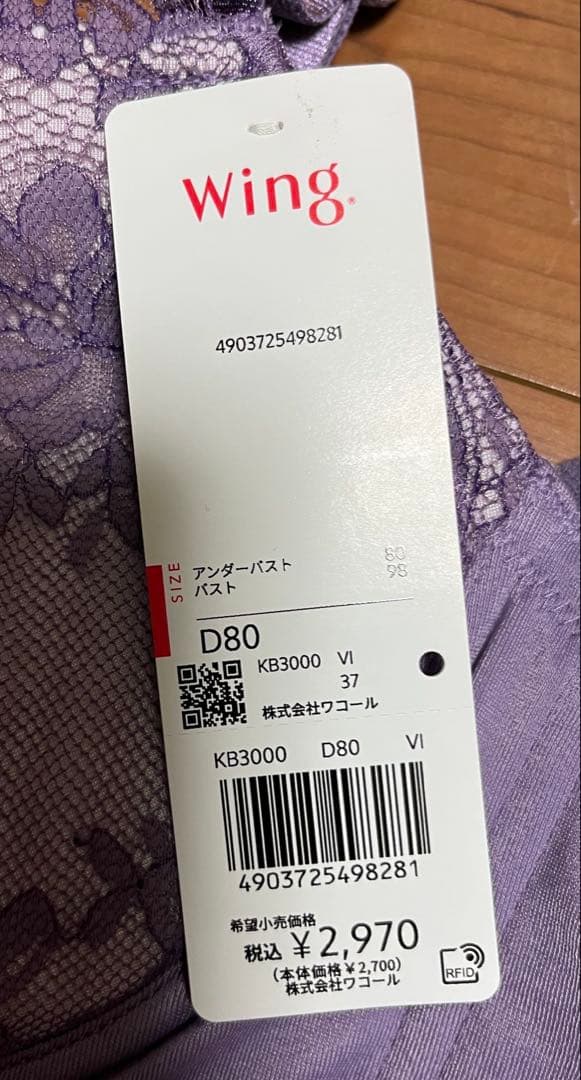 Wing®
4903725498281
SIZE
アンダーバスト 80
バスト 98
D80
KB3000 VI
37
株式会社ワコール
KB3000 D80 VI
4903725498281
希望小売価格
税込 ¥2,970
(本体価格¥2,700)
株式会社ワコール
RFID